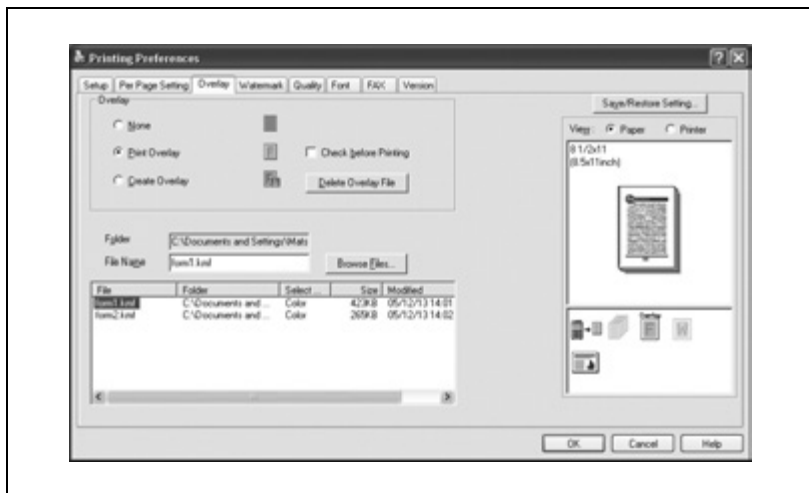 Printing Preferences
Setup Per Page Setting Overlay Watermark Quality Font FAX Version
Overlay
None
Print Overlay
Check before Printing
Create Overlay
Delete Overlay File
Folder C:\Documents and Settings\Mats
File Name form1.kml
Browse Files...
File Folder Select ... Size Modified
form1.kml C:\Documents and ... Color 423KB 05/12/13 14:01
form2.kml C:\Documents and ... Color 265KB 05/12/13 14:02
Save/Restore Setting...
View: Paper Printer
8 1/2x11
(8.5x11inch)
Overlay
W
OK Cancel Help